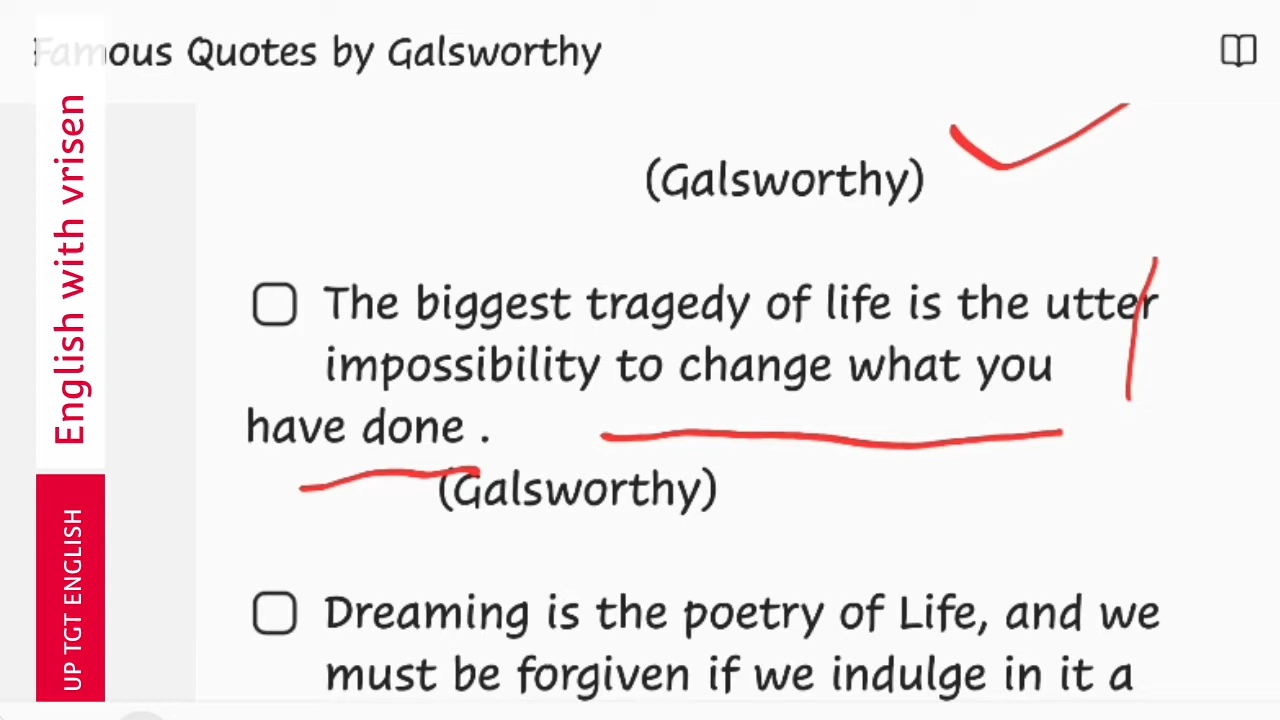 Famous Quotes by Galsworthy
(Galsworthy)
The biggest tragedy of life is the utter
impossibility to change what you
have done .
(Galsworthy)
Dreaming is the poetry of Life, and we
must be forgiven if we indulge in it a
English with vrisen
UP TGT ENGLISH